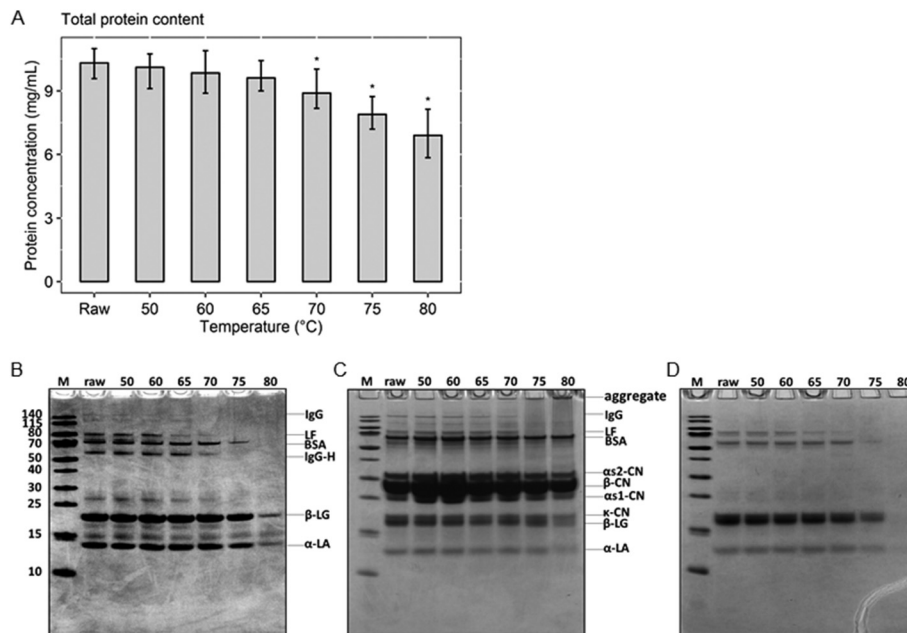 A
Total protein content
Protein concentration (mg/mL)
9
6
3
0
* * *
Raw 50 60 65 70 75 80
Temperature (°C)
B
M raw 50 60 65 70 75 80
140
115
80
70
50
40
30
25
15
10
IgG
LF
BSA
IgG-H
β-LG
α-LA
C
M raw 50 60 65 70 75 80
aggregate
IgG
LF
BSA
αs2-CN
β-CN
αs1-CN
κ-CN
β-LG
α-LA
D
M raw 50 60 65 70 75 80